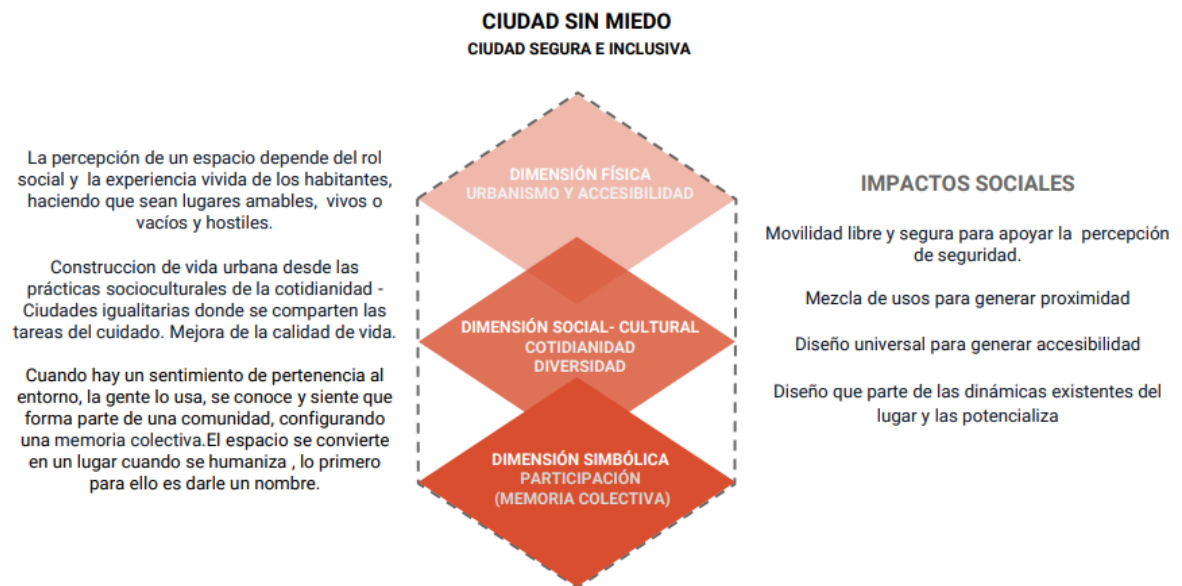 CIUDAD SIN MIEDO
CIUDAD SEGURA E INCLUSIVA
La percepción de un espacio depende del rol
social y la experiencia vivida de los habitantes,
haciendo que sean lugares amables, vivos o
vacíos y hostiles.
Construccion de vida urbana desde las
prácticas socioculturales de la cotidianidad -
Ciudades igualitarias donde se comparten las
tareas del cuidado. Mejora de la calidad de vida.
Cuando hay un sentimiento de pertenencia al
entorno, la gente lo usa, se conoce y siente que
forma parte de una comunidad, configurando
una memoria colectiva.El espacio se convierte
en un lugar cuando se humaniza , lo primero
para ello es darle un nombre.
DIMENSIÓN FÍSICA
URBANISMO Y ACCESIBILIDAD
DIMENSIÓN SOCIAL- CULTURAL
COTIDIANIDAD
DIVERSIDAD
DIMENSIÓN SIMBÓLICA
PARTICIPACIÓN
(MEMORIA COLECTIVA)
IMPACTOS SOCIALES
Movilidad libre y segura para apoyar la percepción
de seguridad.
Mezcla de usos para generar proximidad
Diseño universal para generar accesibilidad
Diseño que parte de las dinámicas existentes del
lugar y las potencializa